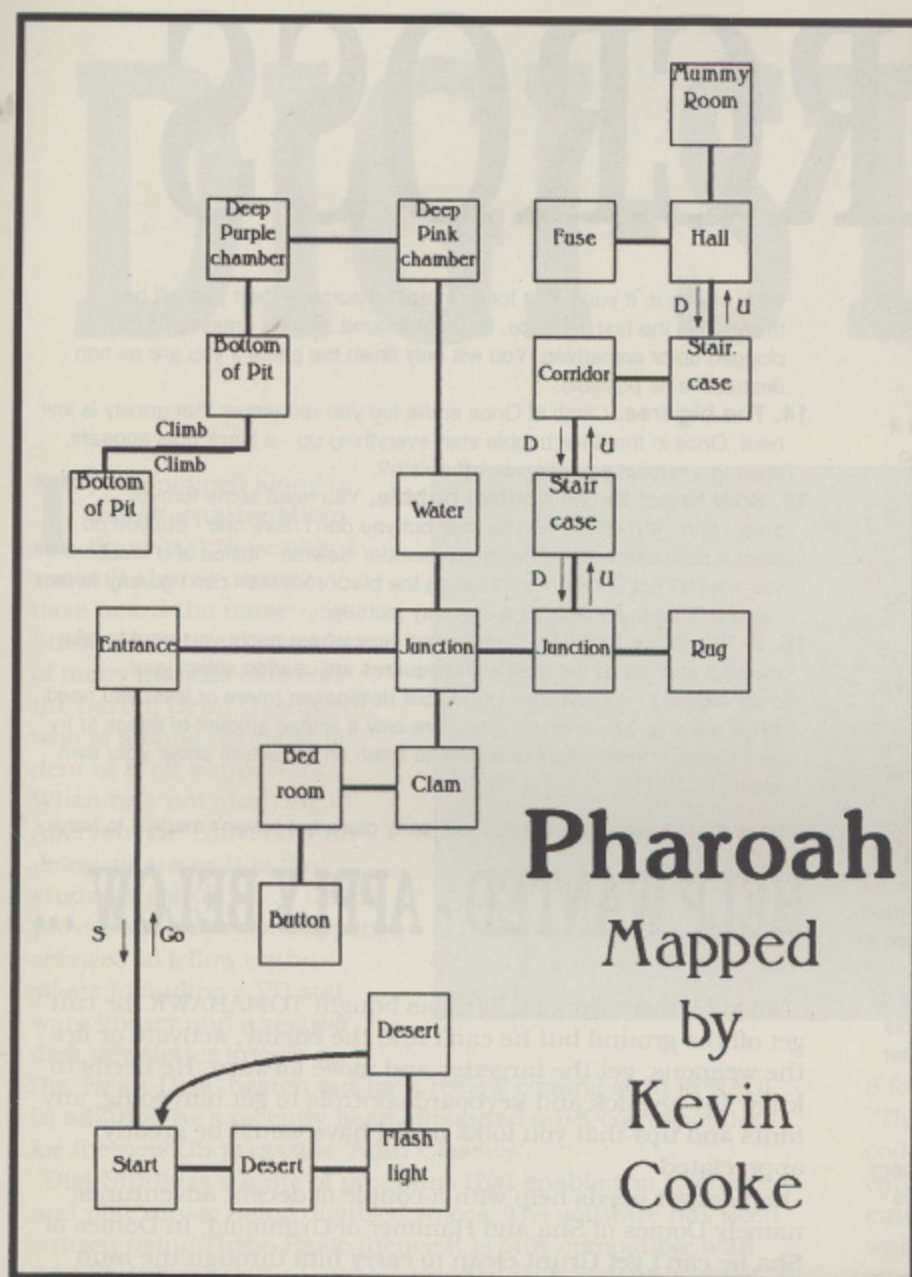 Mummy
Room
Deep
Purple
chamber
Deep
Pink
chamber
Fuse
Hall
D U
Bottom
of Pit
Corridor
Stair
case
Climb
Climb
D U
Bottom
of Pit
Water
Stair
case
D U
Entrance
Junction
Junction
Rug
Bed
room
Clam
Button
S Go
Desert
Start
Desert
Flash
light
Pharoah
Mapped
by
Kevin
Cooke